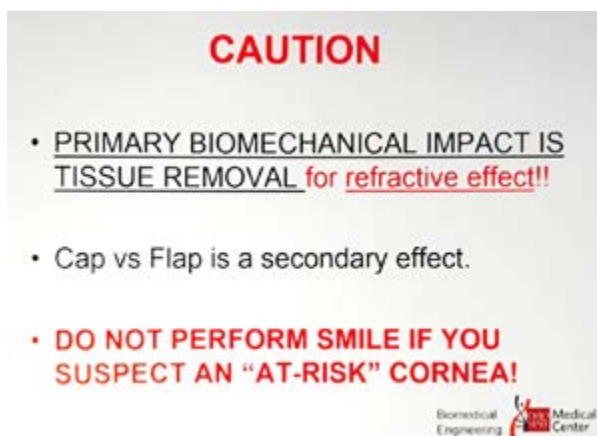 CAUTION
• PRIMARY BIOMECHANICAL IMPACT IS
TISSUE REMOVAL for refractive effect!!
• Cap vs Flap is a secondary effect.
• DO NOT PERFORM SMILE IF YOU
SUSPECT AN “AT-RISK” CORNEA!
Biomedical
Engineering
Medical
Center